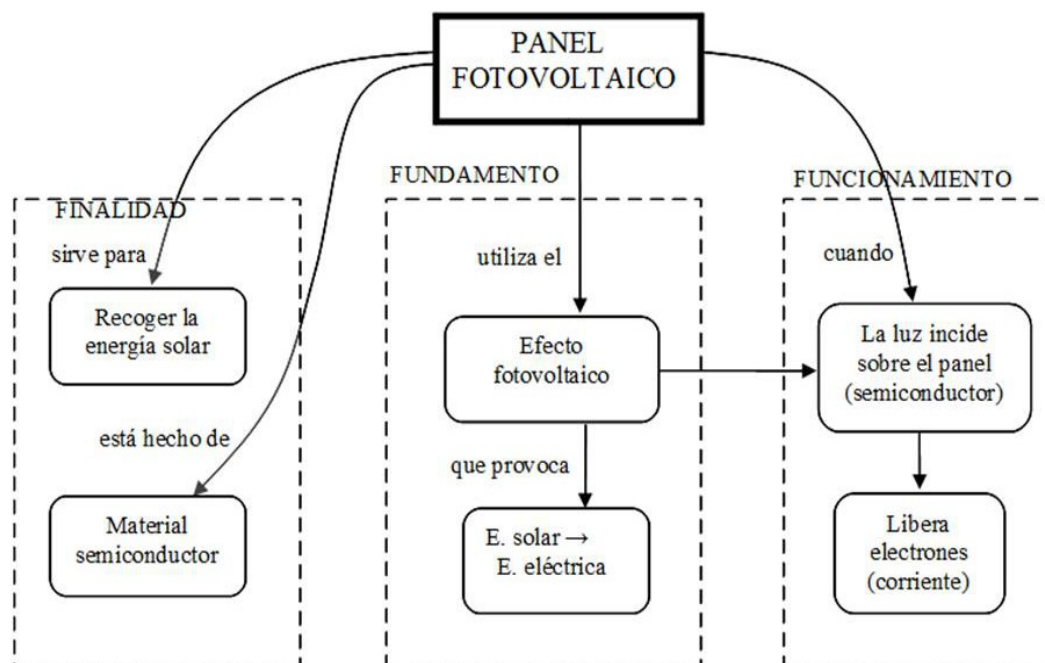 PANEL
FOTOVOLTAICO
FINALIDAD
sirve para
Recoger la
energía solar
está hecho de
Material
semiconductor
FUNDAMENTO
utiliza el
Efecto
fotovoltaico
que provoca
E. solar →
E. eléctrica
FUNCIONAMIENTO
cuando
La luz incide
sobre el panel
(semiconductor)
Libera
electrones
(corriente)